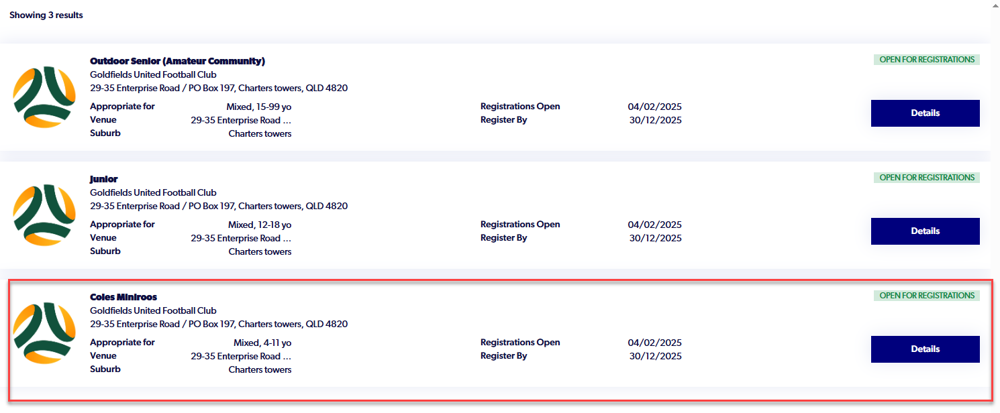 Showing 3 results
Outdoor Senior (Amateur Community)
OPEN FOR REGISTRATIONS
Goldfields United Football Club
29-35 Enterprise Road / PO Box 197, Charters towers, QLD 4820
Appropriate for Mixed, 15-99 yo Registrations Open 04/02/2025
Venue 29-35 Enterprise Road ... Register By 30/12/2025
Suburb Charters towers
Details
Junior
OPEN FOR REGISTRATIONS
Goldfields United Football Club
29-35 Enterprise Road / PO Box 197, Charters towers, QLD 4820
Appropriate for Mixed, 12-18 yo Registrations Open 04/02/2025
Venue 29-35 Enterprise Road ... Register By 30/12/2025
Suburb Charters towers
Details
Coles Miniroos
OPEN FOR REGISTRATIONS
Goldfields United Football Club
29-35 Enterprise Road / PO Box 197, Charters towers, QLD 4820
Appropriate for Mixed, 4-11 yo Registrations Open 04/02/2025
Venue 29-35 Enterprise Road ... Register By 30/12/2025
Suburb Charters towers
Details